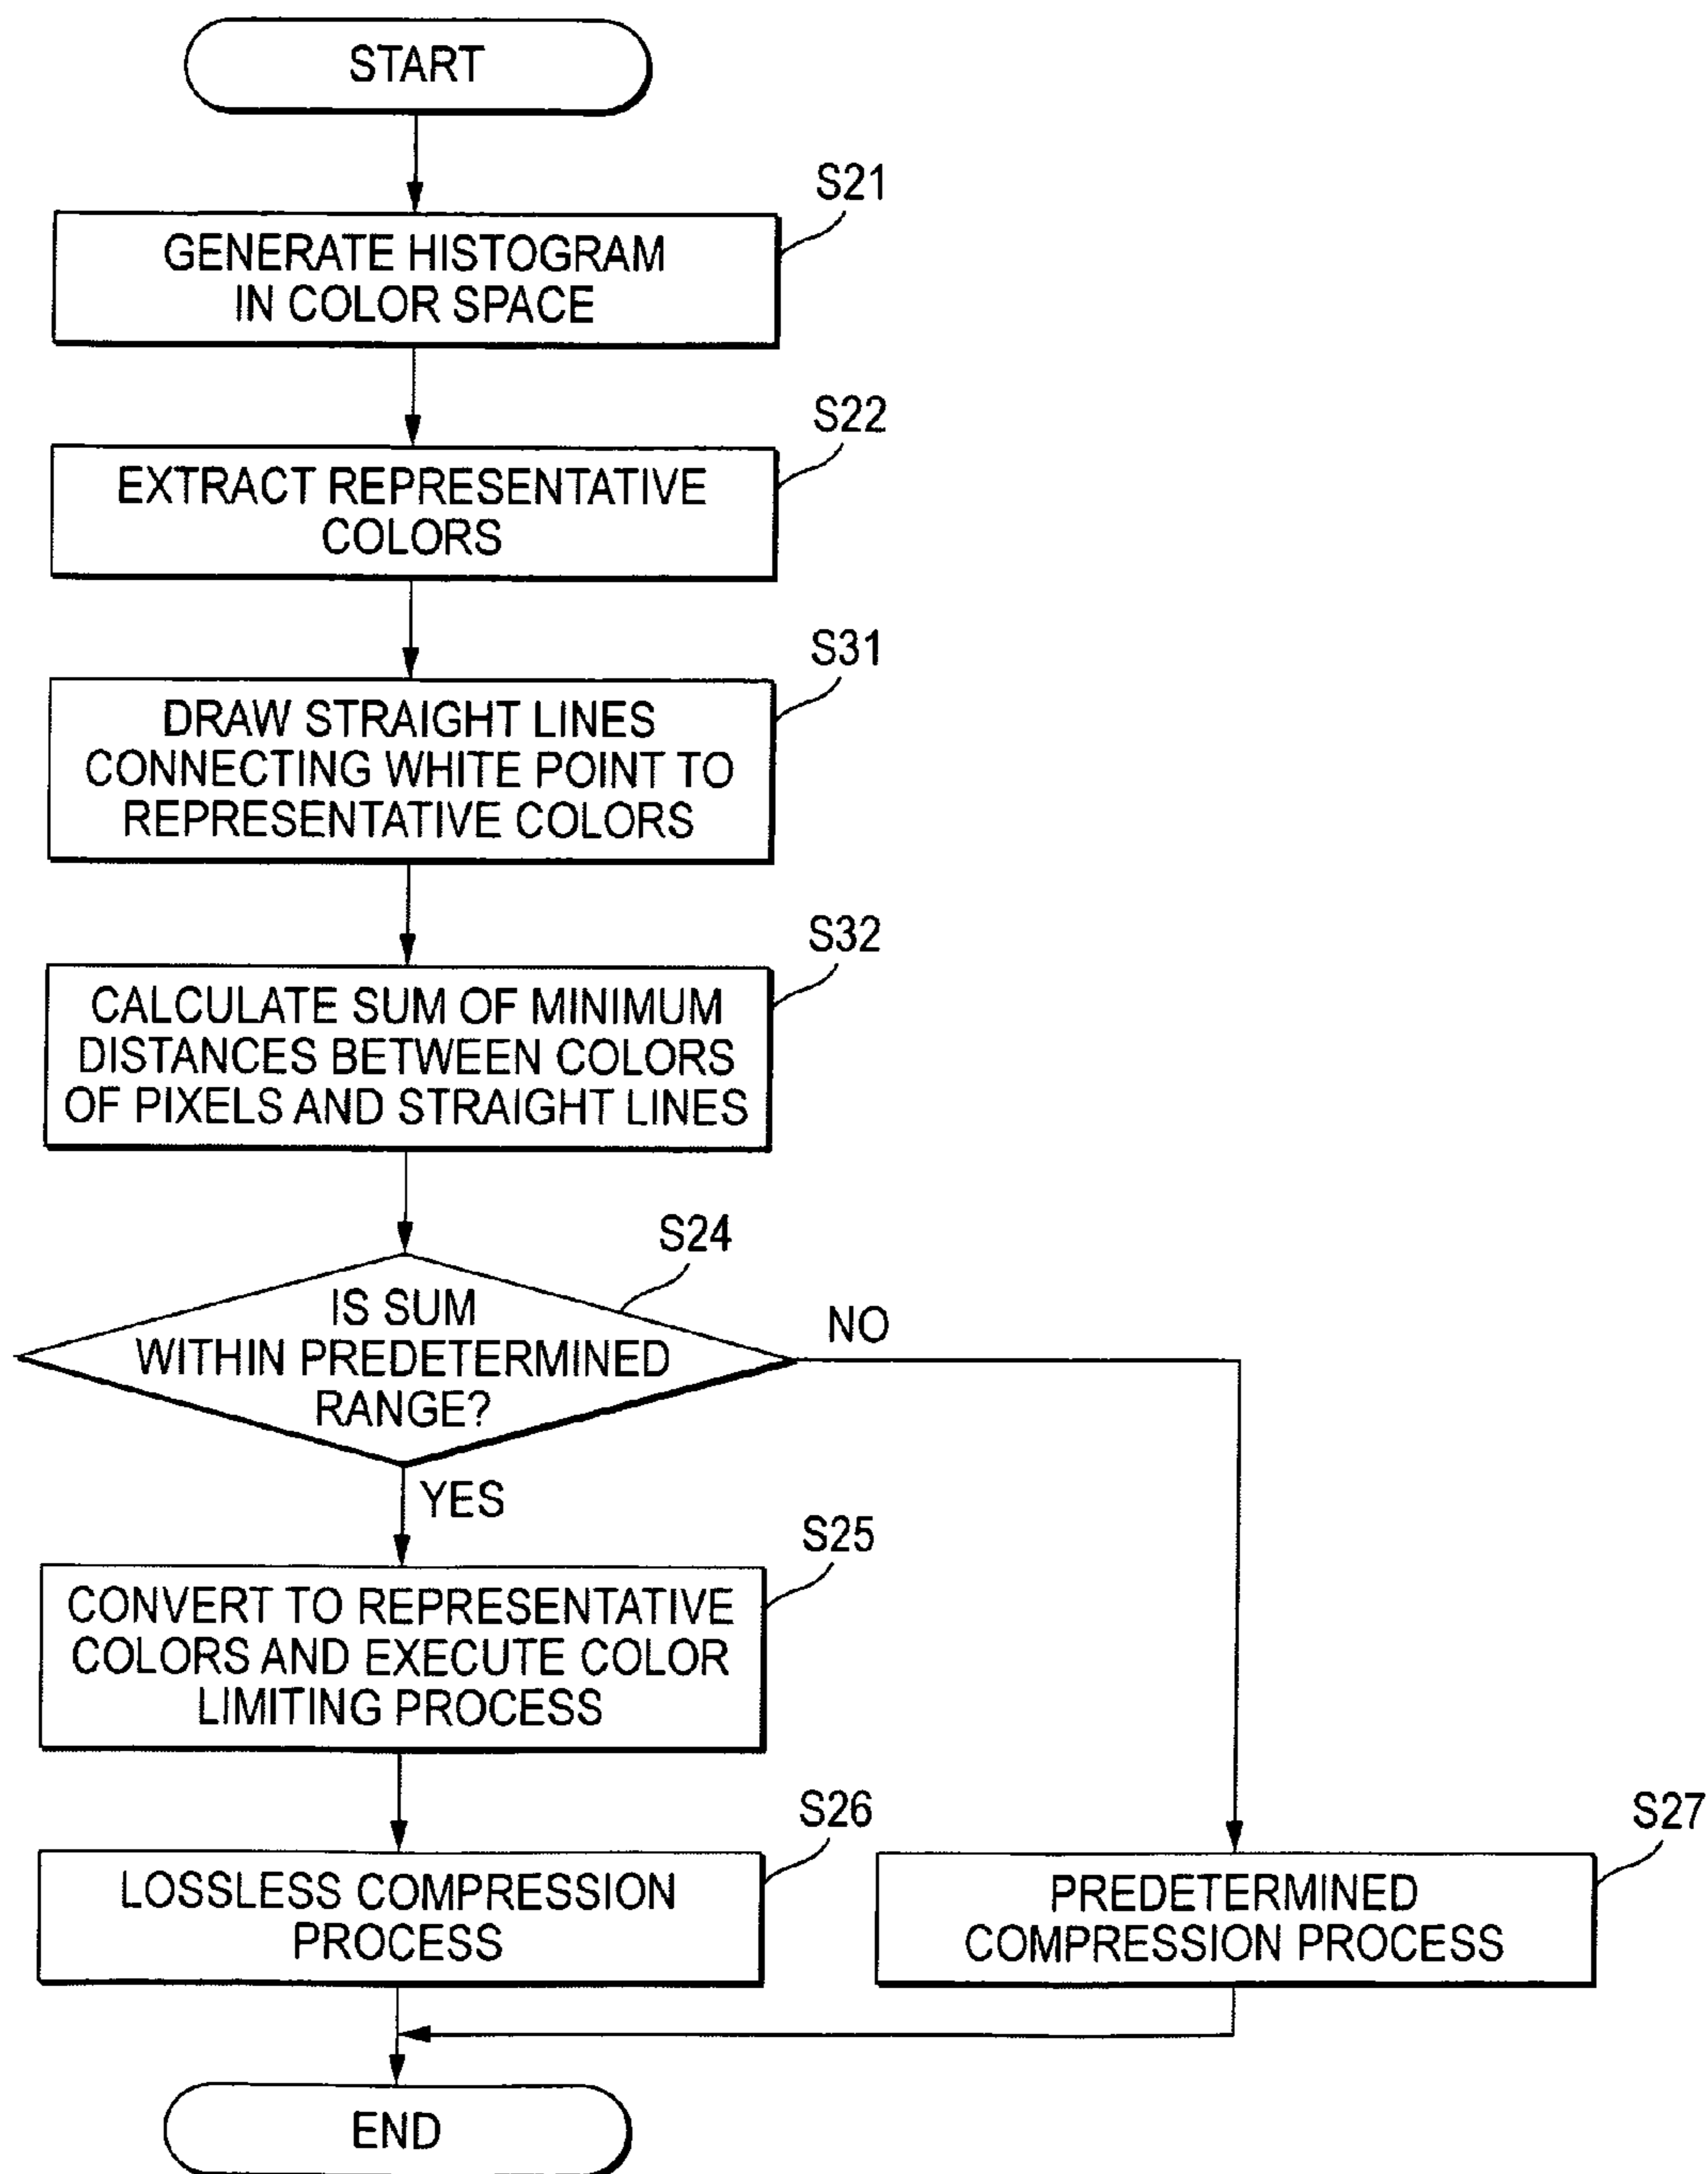 START
S21
GENERATE HISTOGRAM
IN COLOR SPACE
S22
EXTRACT REPRESENTATIVE
COLORS
S31
DRAW STRAIGHT LINES
CONNECTING WHITE POINT TO
REPRESENTATIVE COLORS
S32
CALCULATE SUM OF MINIMUM
DISTANCES BETWEEN COLORS
OF PIXELS AND STRAIGHT LINES
S24
IS SUM
WITHIN PREDETERMINED
RANGE?
NO
YES
S25
CONVERT TO REPRESENTATIVE
COLORS AND EXECUTE COLOR
LIMITING PROCESS
S26
LOSSLESS COMPRESSION
PROCESS
S27
PREDETERMINED
COMPRESSION PROCESS
END